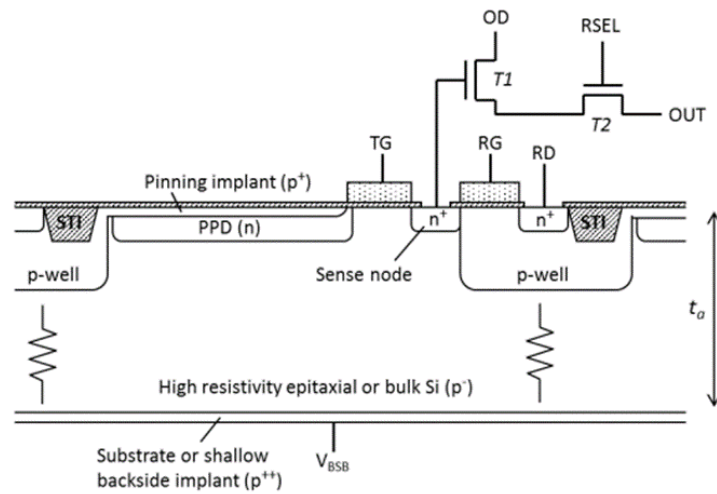 OD
RSEL
T1
OUT
T2
TG
RG
RD
Pinning implant (p+)
STI
PPD (n)
n+
n+
STI
Sense node
p-well
p-well
ta
High resistivity epitaxial or bulk Si (p-)
Substrate or shallow
backside implant (p++)
VBSB